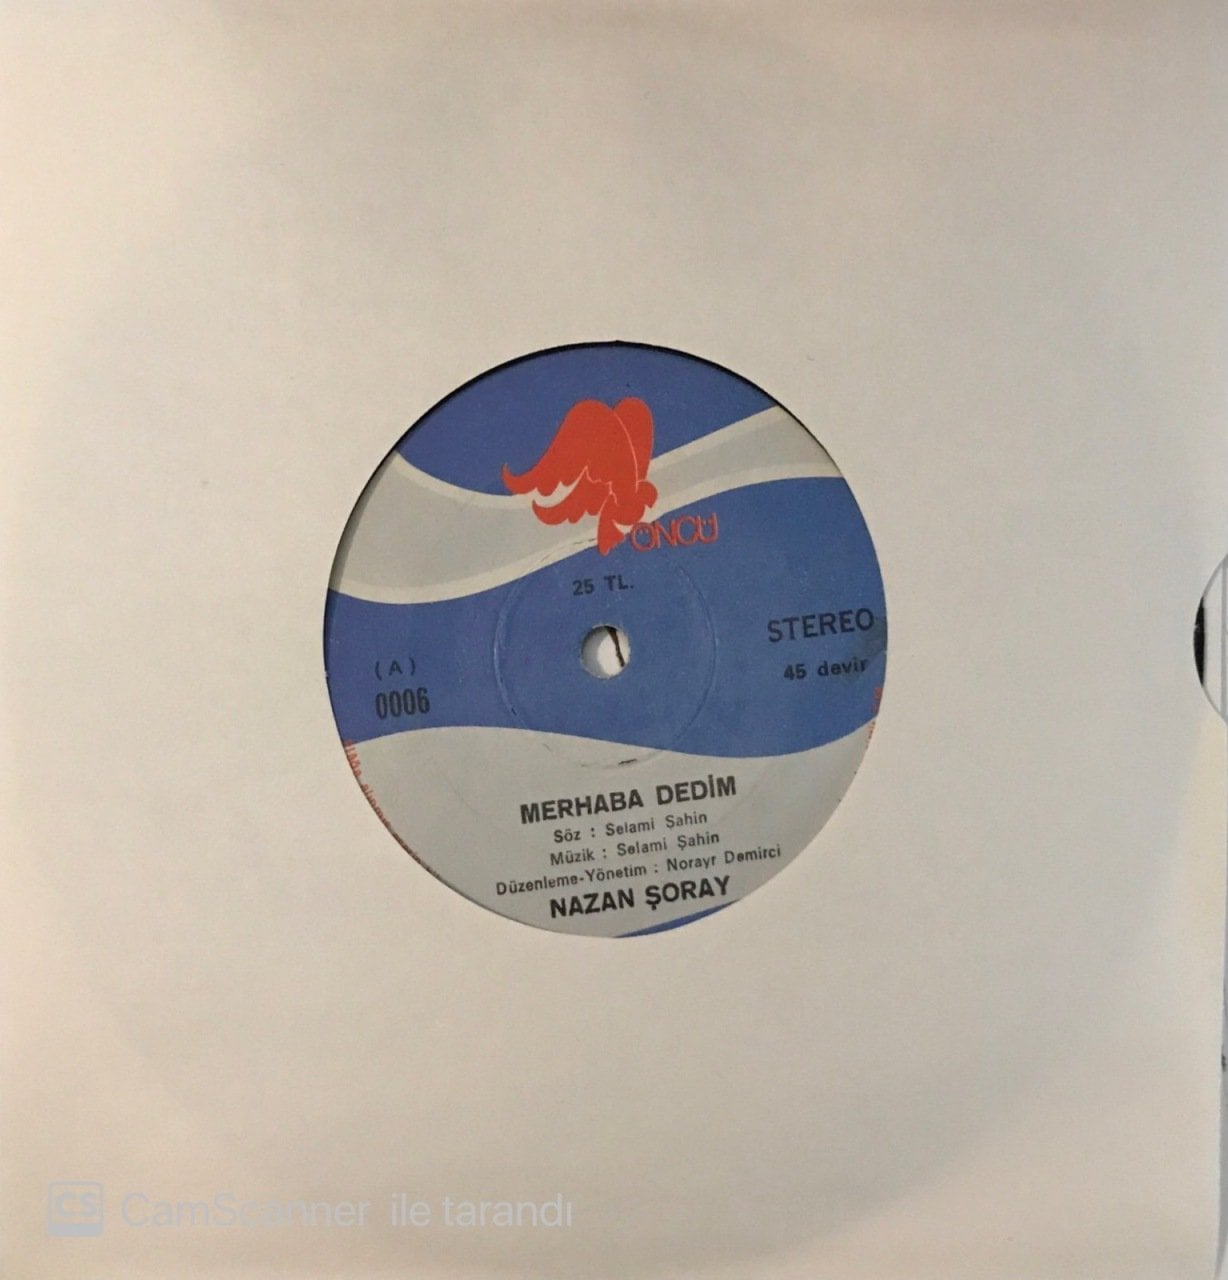 ÖNCÜ
25 TL.
STEREO
45 devir
(A)
0006
MERHABA DEDİM
Söz : Selami Şahin
Müzik : Selami Şahin
Düzenleme-Yönetim : Norayr Demirci
NAZAN ŞORAY
CS CamScanner ile tarandı